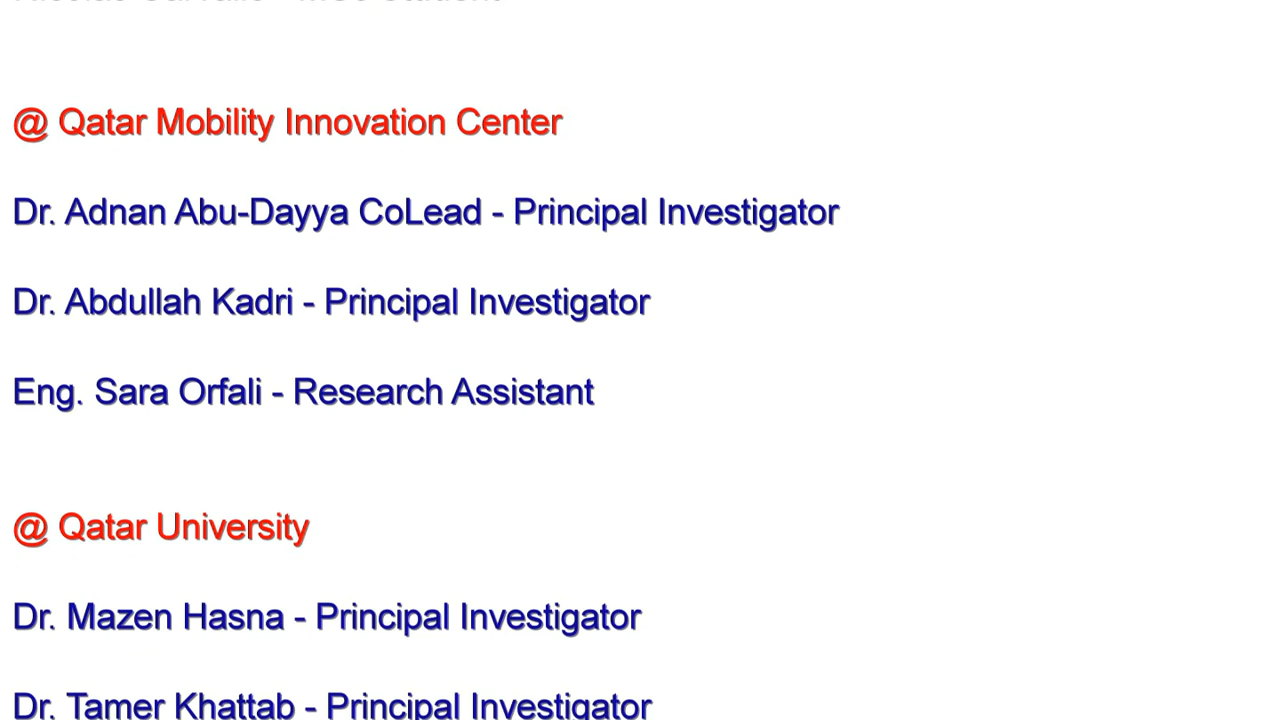 @ Qatar Mobility Innovation Center
Dr. Adnan Abu-Dayya CoLead - Principal Investigator
Dr. Abdullah Kadri - Principal Investigator
Eng. Sara Orfali - Research Assistant
@ Qatar University
Dr. Mazen Hasna - Principal Investigator
Dr. Tamer Khattab - Principal Investigator